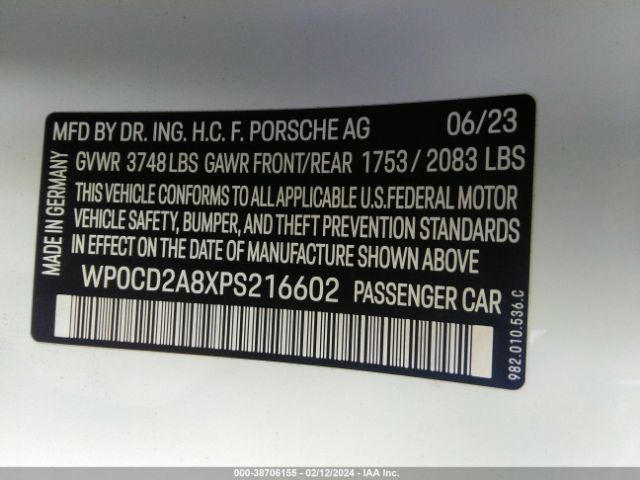 MFD BY DR. ING. H.C. F. PORSCHE AG 06/23
GVWR 3748 LBS GAWR FRONT/REAR 1753 / 2083 LBS
THIS VEHICLE CONFORMS TO ALL APPLICABLE U.S.FEDERAL MOTOR
VEHICLE SAFETY, BUMPER, AND THEFT PREVENTION STANDARDS
IN EFFECT ON THE DATE OF MANUFACTURE SHOWN ABOVE.
WP0CD2A8XPS216602 PASSENGER CAR
MADE IN GERMANY
982.010.536.C
000-38706155 - 02/12/2024 - IAA Inc.